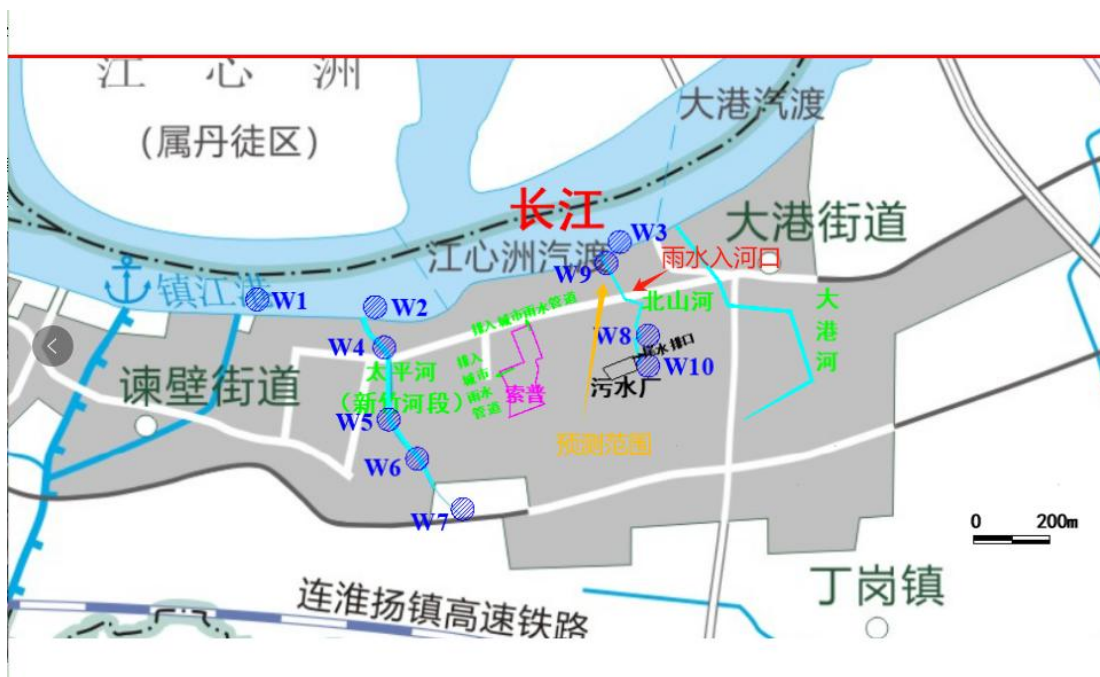 江心洲
（属丹徒区）
大港汽渡
长江
W3
大港街道
江心洲汽渡
雨水入河口
W9
镇江港
W1
W2
北山河
大港河
排入城市雨水管道
W4
W8
污水排口
太平河
（新竹河段）
排入
城市
雨水
管道
索普
W10
污水厂
谏壁街道
W5
预测范围
W6
W7
0 200m
丁岗镇
连淮扬镇高速铁路